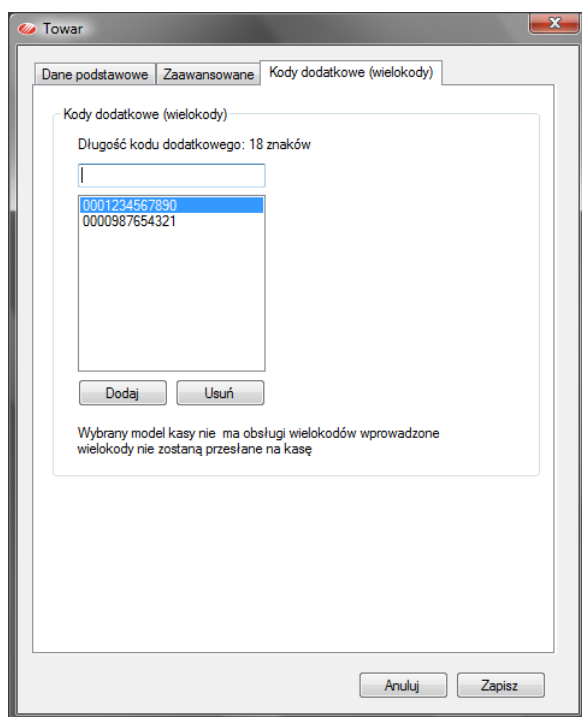 Towar
Dane podstawowe Zaawansowane Kody dodatkowe (wielokody)
Kody dodatkowe (wielokody)
Długość kodu dodatkowego: 18 znaków
0001234567890
0000987654321
Dodaj Usuń
Wybrany model kasy nie ma obsługi wielokodów wprowadzone
wielokody nie zostaną przesłane na kasę
Anuluj Zapisz